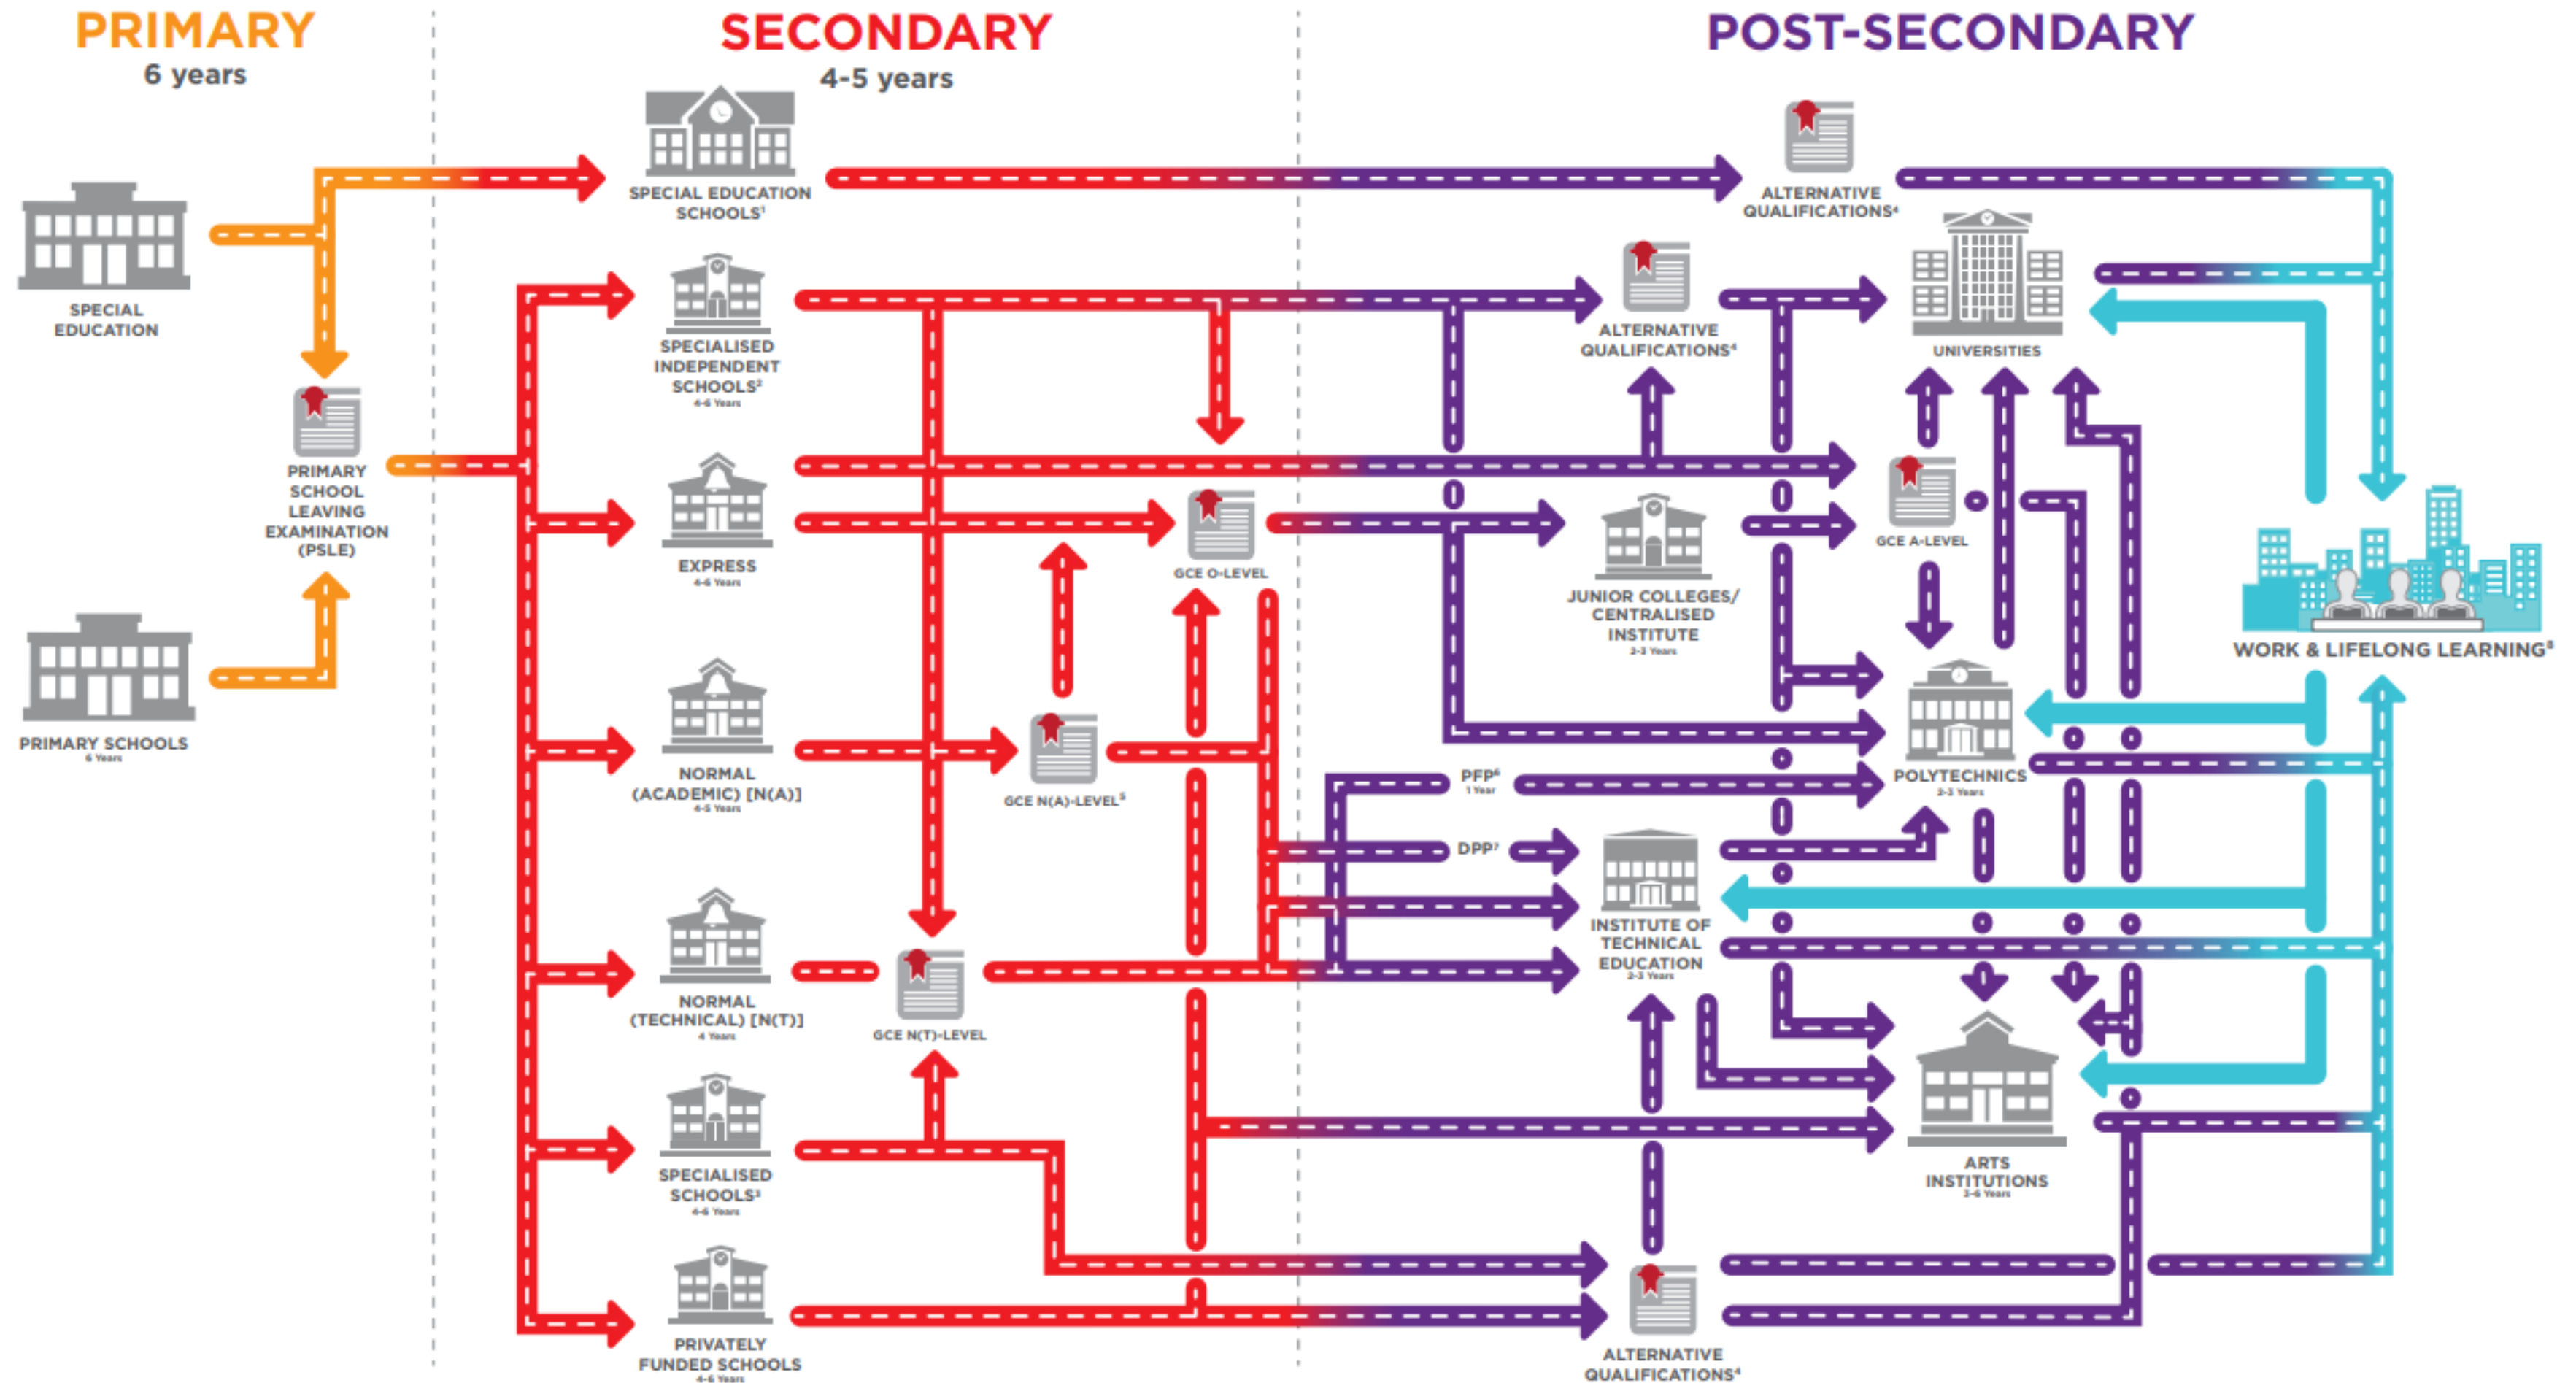 PRIMARY
6 years
SECONDARY
4-5 years
POST-SECONDARY
SPECIAL
EDUCATION
PRIMARY
SCHOOL
LEAVING
EXAMINATION
(PSLE)
PRIMARY SCHOOLS
6 Years
SPECIAL EDUCATION
SCHOOLS¹
SPECIALISED
INDEPENDENT
SCHOOLS²
4-6 Years
EXPRESS
4-6 Years
NORMAL
(ACADEMIC) [N(A)]
4-5 Years
NORMAL
(TECHNICAL) [N(T)]
4 Years
SPECIALISED
SCHOOLS³
4-6 Years
PRIVATELY
FUNDED SCHOOLS
4-6 Years
GCE O-LEVEL
GCE N(A)-LEVEL⁵
GCE N(T)-LEVEL
ALTERNATIVE
QUALIFICATIONS⁴
ALTERNATIVE
QUALIFICATIONS⁴
UNIVERSITIES
GCE A-LEVEL
JUNIOR COLLEGES/
CENTRALISED
INSTITUTE
2-3 Years
PFP⁶
1 Year
DPP⁷
POLYTECHNICS
2-3 Years
INSTITUTE OF
TECHNICAL
EDUCATION
2-3 Years
ARTS
INSTITUTIONS
3-6 Years
ALTERNATIVE
QUALIFICATIONS⁴
WORK & LIFELONG LEARNING⁸